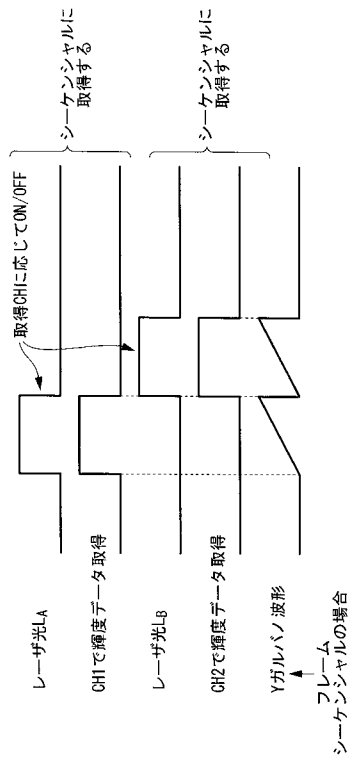 シーケンシャルに
取得する
シーケンシャルに
取得する
取得CHに応じてON/OFF
レーザ光LA
CH1で輝度データ取得
レーザ光LB
CH2で輝度データ取得
Yガルバノ波形
フレーム
シーケンシャルの場合